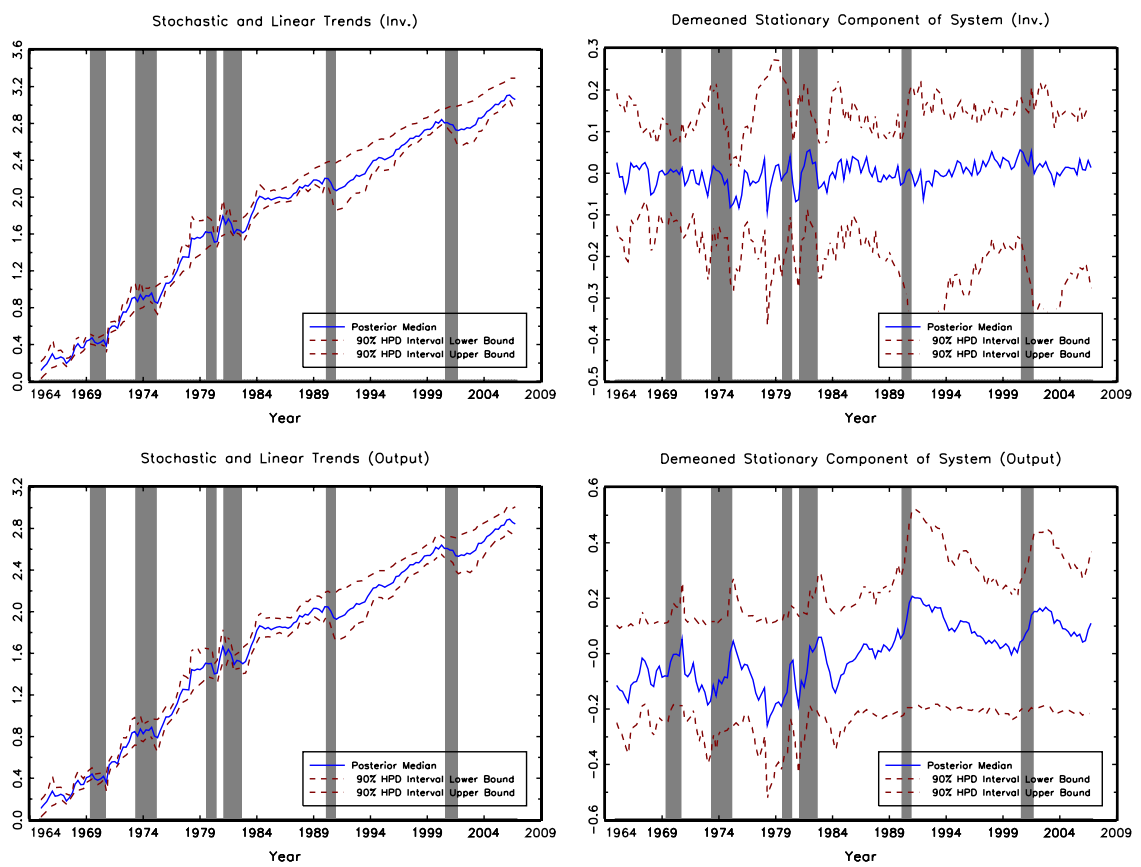 Stochastic and Linear Trends (Inv.)
3.6
3.2
2.8
2.4
2.0
1.6
1.2
0.8
0.4
0.0
Posterior Median
90% HPD Interval Lower Bound
90% HPD Interval Upper Bound
1964 1969 1974 1979 1984 1989 1994 1999 2004 2009
Year
Demeaned Stationary Component of System (Inv.)
0.3
0.2
0.1
0.0
−0.1
−0.2
−0.3
−0.4
−0.5
Posterior Median
90% HPD Interval Lower Bound
90% HPD Interval Upper Bound
1964 1969 1974 1979 1984 1989 1994 1999 2004 2009
Year
Stochastic and Linear Trends (Output)
3.2
2.8
2.4
2.0
1.6
1.2
0.8
0.4
0.0
Posterior Median
90% HPD Interval Lower Bound
90% HPD Interval Upper Bound
1964 1969 1974 1979 1984 1989 1994 1999 2004 2009
Year
Demeaned Stationary Component of System (Output)
0.6
0.4
0.2
0.0
−0.2
−0.4
−0.6
Posterior Median
90% HPD Interval Lower Bound
90% HPD Interval Upper Bound
1964 1969 1974 1979 1984 1989 1994 1999 2004 2009
Year